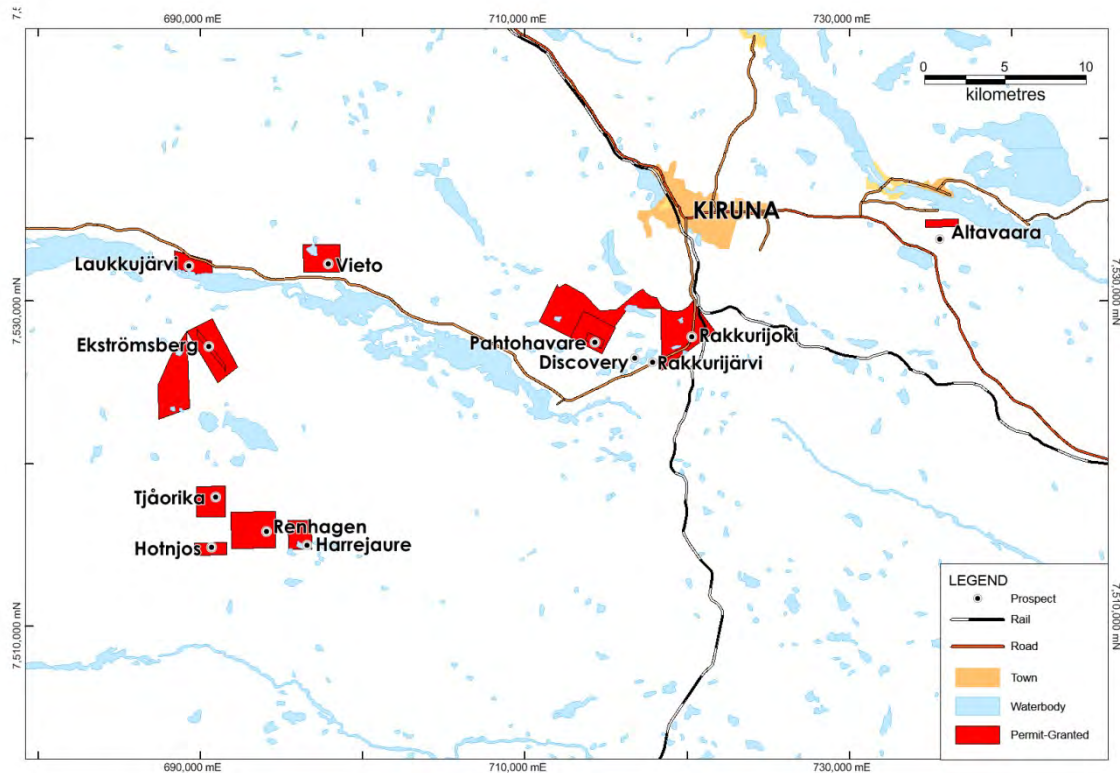 690,000 mE
710,000 mE
730,000 mE
0 5 10
kilometres
KIRUNA
Altavaara
Laukkujärvi
Vieto
7,530,000 mN
7,530,000 mN
Ekströmsberg
Pahtohavare
Rakkurijoki
Discovery
Rakkurijärvi
Tjåorika
Renhagen
Hotnjos
Harrejaure
7,510,000 mN
7,510,000 mN
LEGEND
Prospect
Rail
Road
Town
Waterbody
Permit-Granted
690,000 mE
710,000 mE
730,000 mE